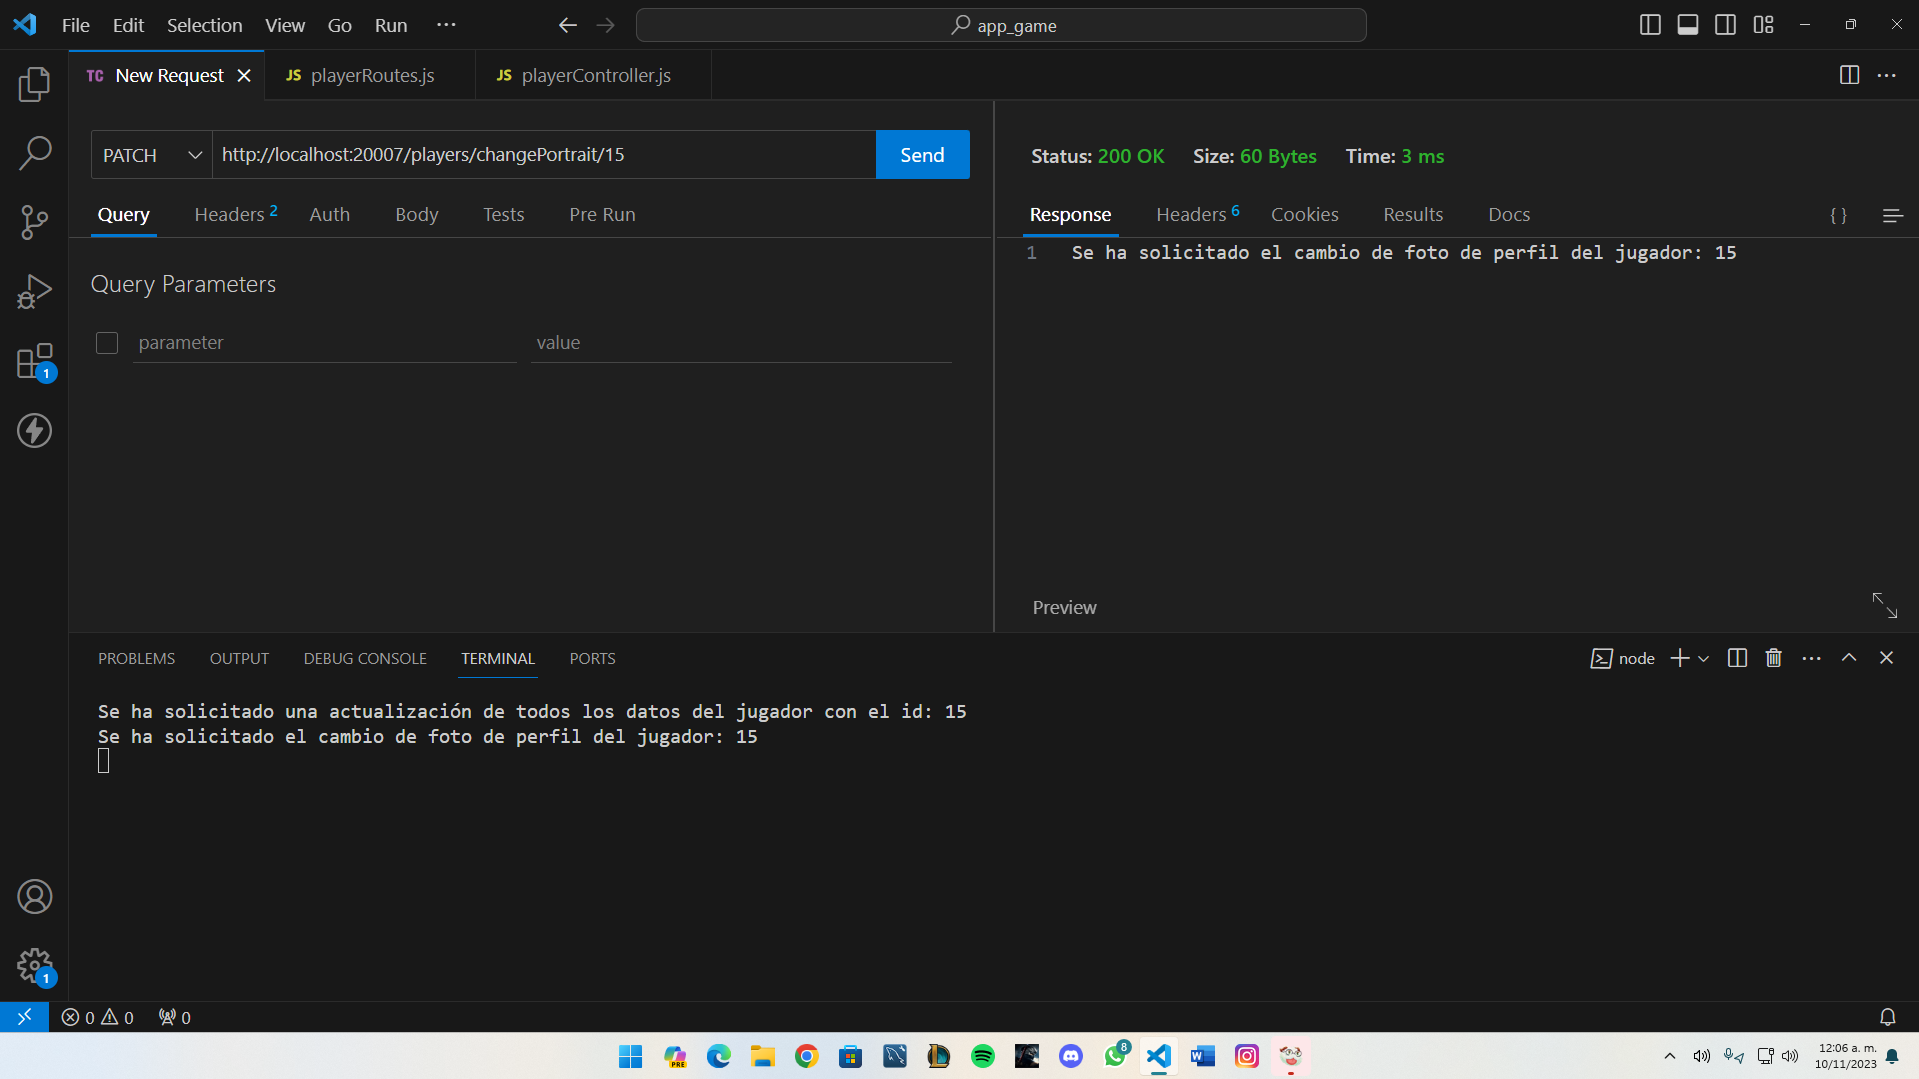 File Edit Selection View Go Run ···
app_game
TC New Request
JS playerRoutes.js
JS playerController.js
PATCH
http://localhost:20007/players/changePortrait/15
Send
Query Headers 2 Auth Body Tests Pre Run
Query Parameters
parameter value
Status: 200 OK Size: 60 Bytes Time: 3 ms
Response Headers 6 Cookies Results Docs { }
1 Se ha solicitado el cambio de foto de perfil del jugador: 15
Preview
1
PROBLEMS OUTPUT DEBUG CONSOLE TERMINAL PORTS
node
Se ha solicitado una actualización de todos los datos del jugador con el id: 15
Se ha solicitado el cambio de foto de perfil del jugador: 15
1
0 0 0
PRE
8
12:06 a. m.
10/11/2023